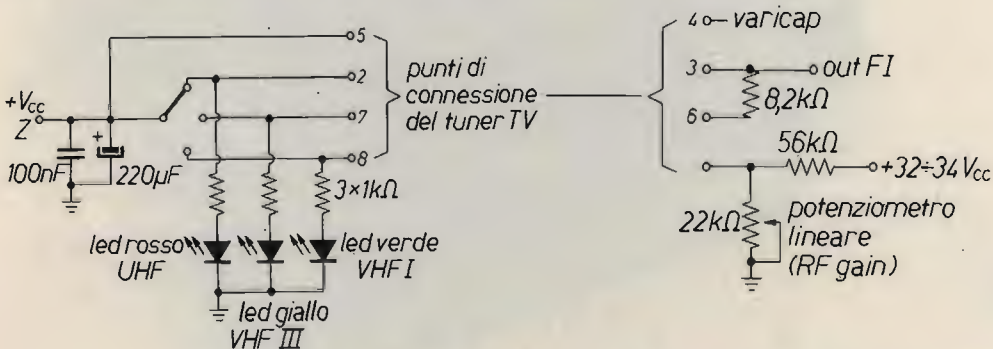 5
2
7
8
+Vcc
Z
+
100nF
220µF
3×1kΩ
led rosso
UHF
led verde
VHF I
led giallo
VHF III
punti di
connessione
del tuner TV
4
varicap
3
out FI
8,2kΩ
6
56kΩ
+32÷34 Vcc
22kΩ
potenziometro
lineare
(RF gain)